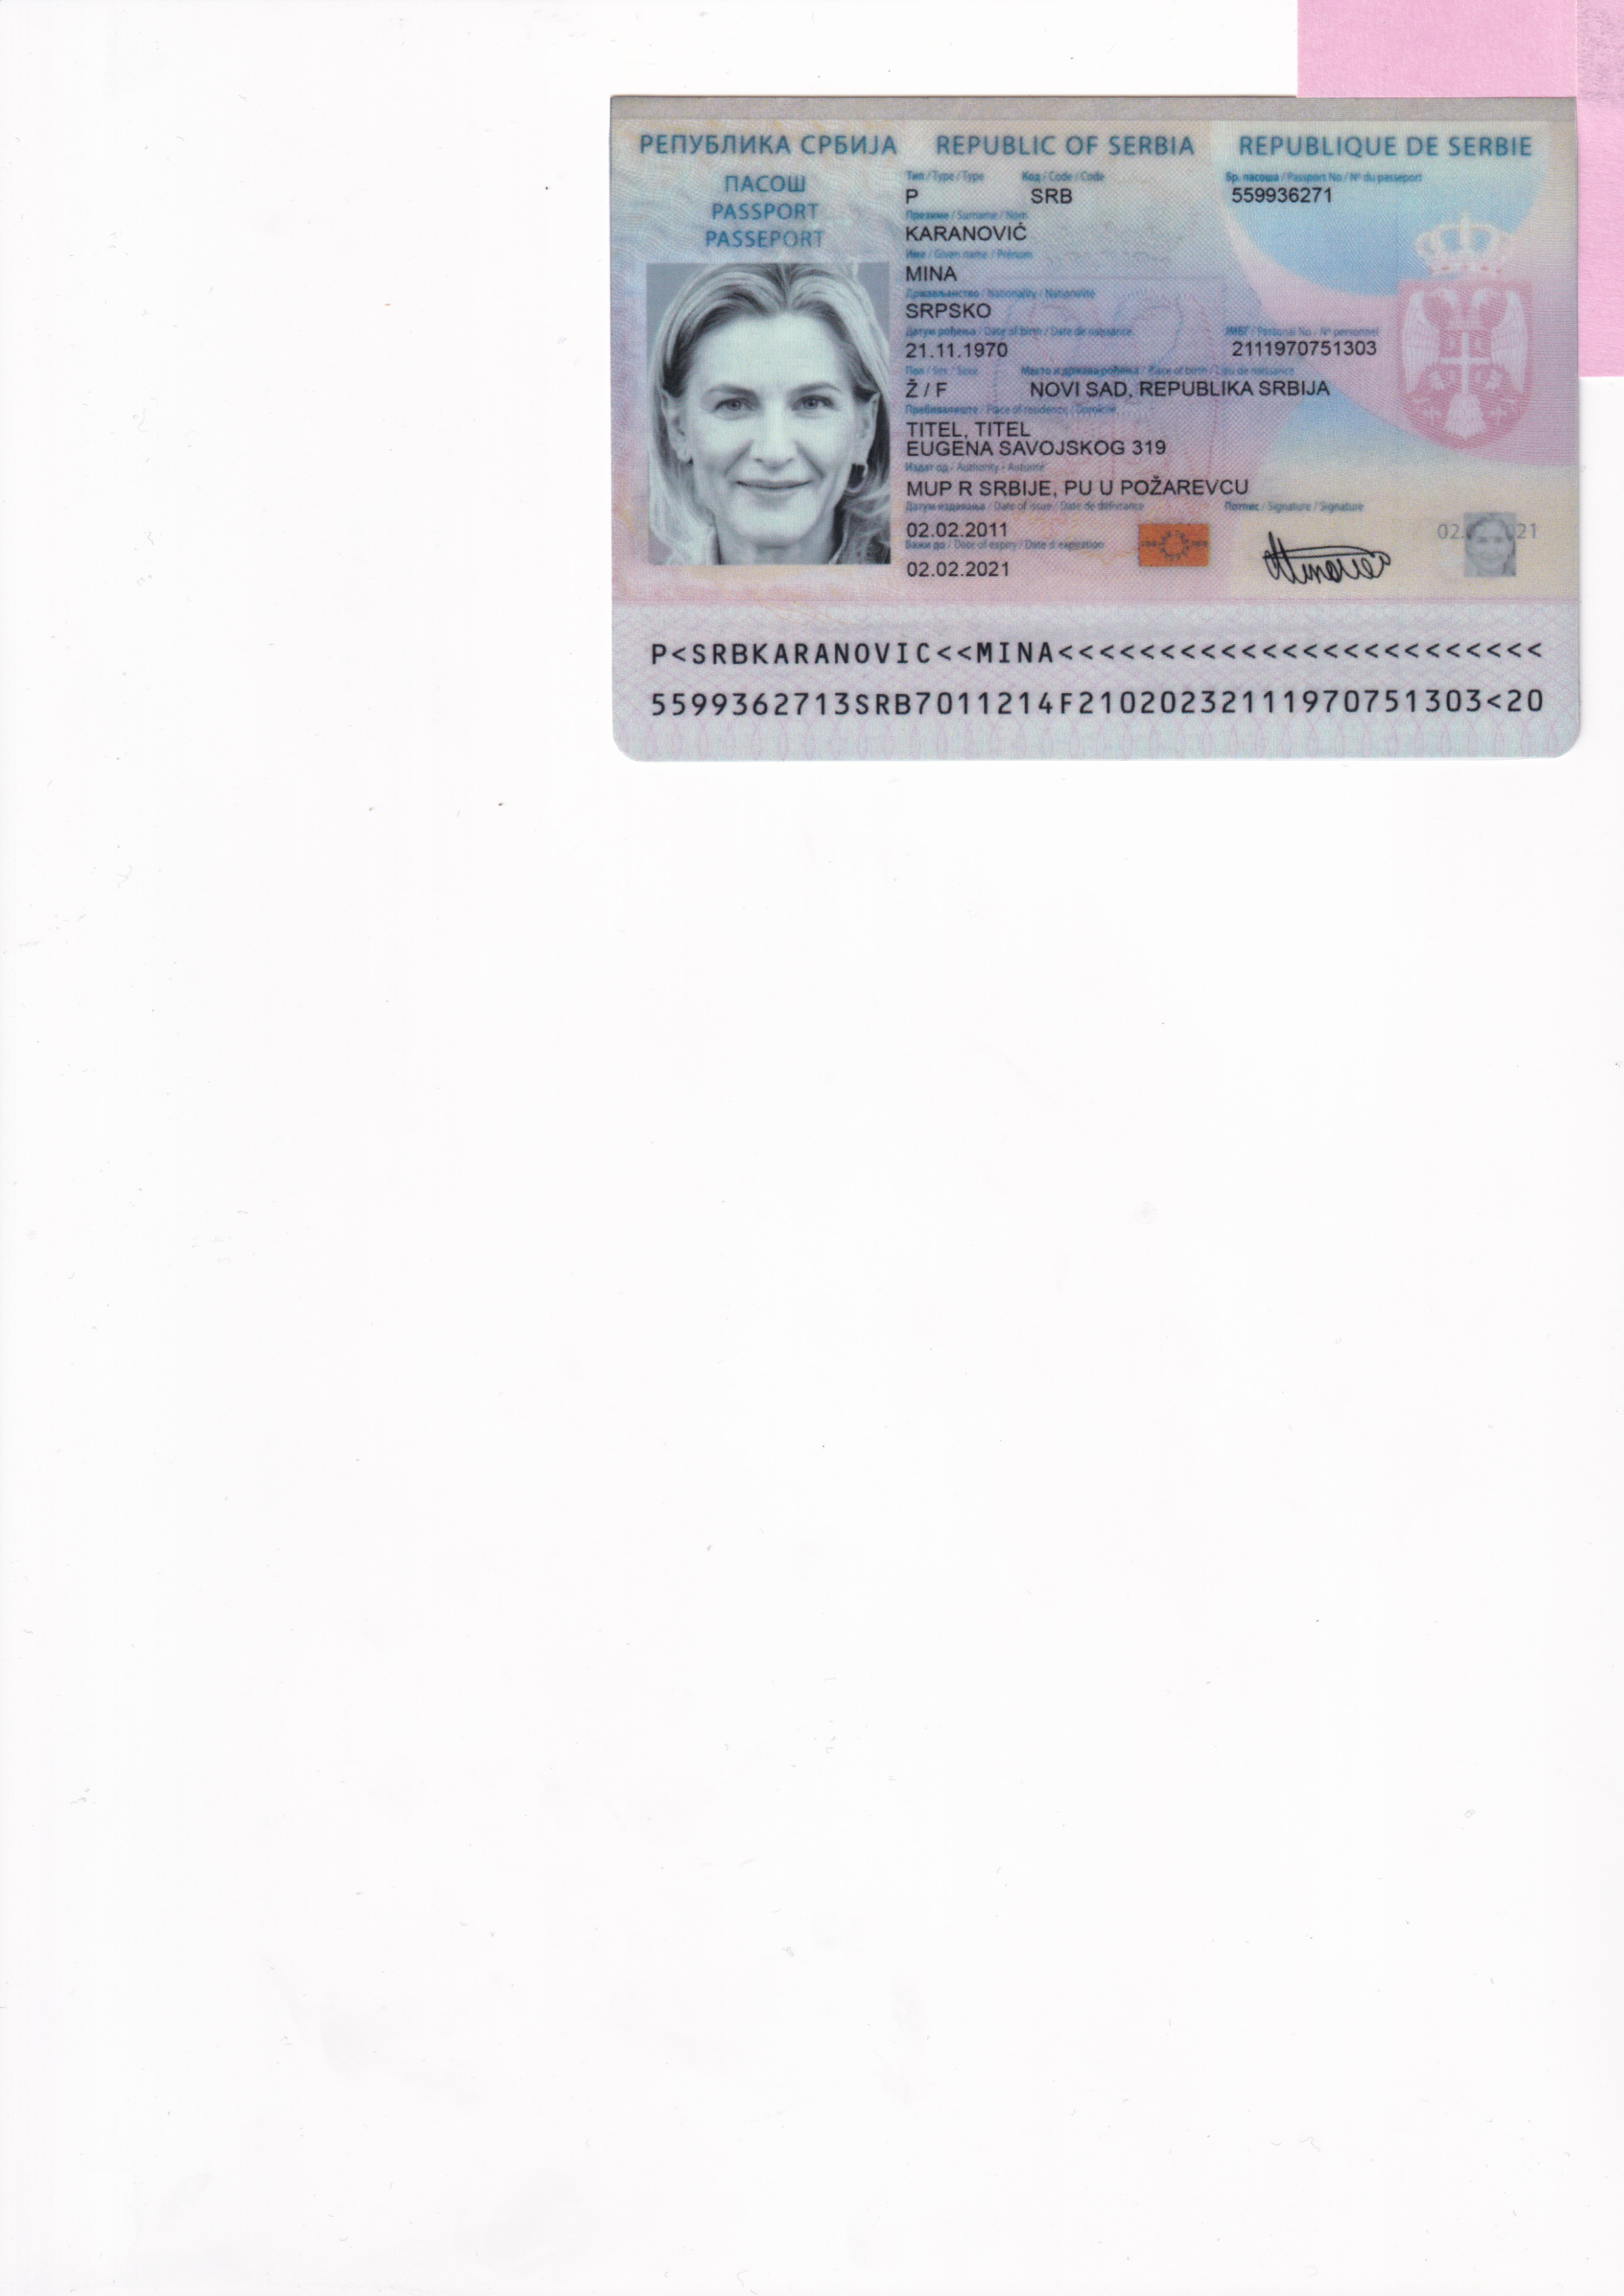 РЕПУБЛИКА СРБИЈА REPUBLIC OF SERBIA REPUBLIQUE DE SERBIE
ПАСОШ
PASSPORT
PASSEPORT
Тип / Type / Type Код / Code / Code Бр. пасоша / Passport No / Nº du passeport
P SRB 559936271
Презиме / Surname / Nom
KARANOVIĆ
Име / Given name / Prénom
MINA
Држављанство / Nationality / Nationalité
SRPSKO
Датум рођења / Date of birth / Date de naissance ЈМБГ / Personal No / Nº personnel
21.11.1970 2111970751303
Пол / Sex / Sexe Место и држава рођења / Place of birth / Lieu de naissance
Ž / F NOVI SAD, REPUBLIKA SRBIJA
Пребивалиште / Place of residence / Domicile
TITEL, TITEL
EUGENA SAVOJSKOG 319
Издат од / Authority / Autorité
MUP R SRBIJE, PU U POŽAREVCU
Датум издавања / Date of issue / Date de délivrance Потпис / Signature / Signature
02.02.2011
Важи до / Date of expiry / Date d'expiration
02.02.2021
P<SRBKARANOVIC<<MINA<<<<<<<<<<<<<<<<<<<<<<<<
5599362713SRB7011214F21020232111970751303<20